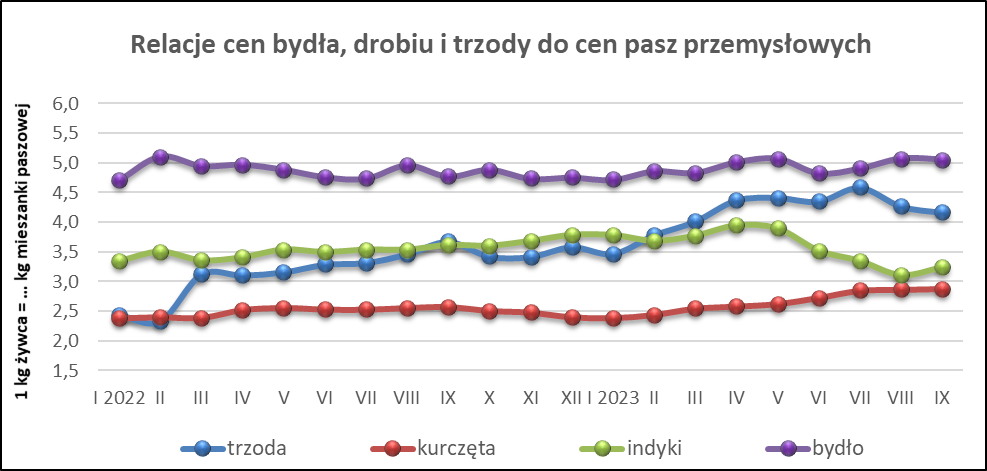 Relacje cen bydła, drobiu i trzody do cen pasz przemysłowych
1 kg żywca = ... kg mieszanki paszowej
6,0
5,5
5,0
4,5
4,0
3,5
3,0
2,5
2,0
1,5
I 2022 II III IV V VI VII VIII IX X XI XII I 2023 II III IV V VI VII VIII IX
trzoda kurczęta indyki bydło